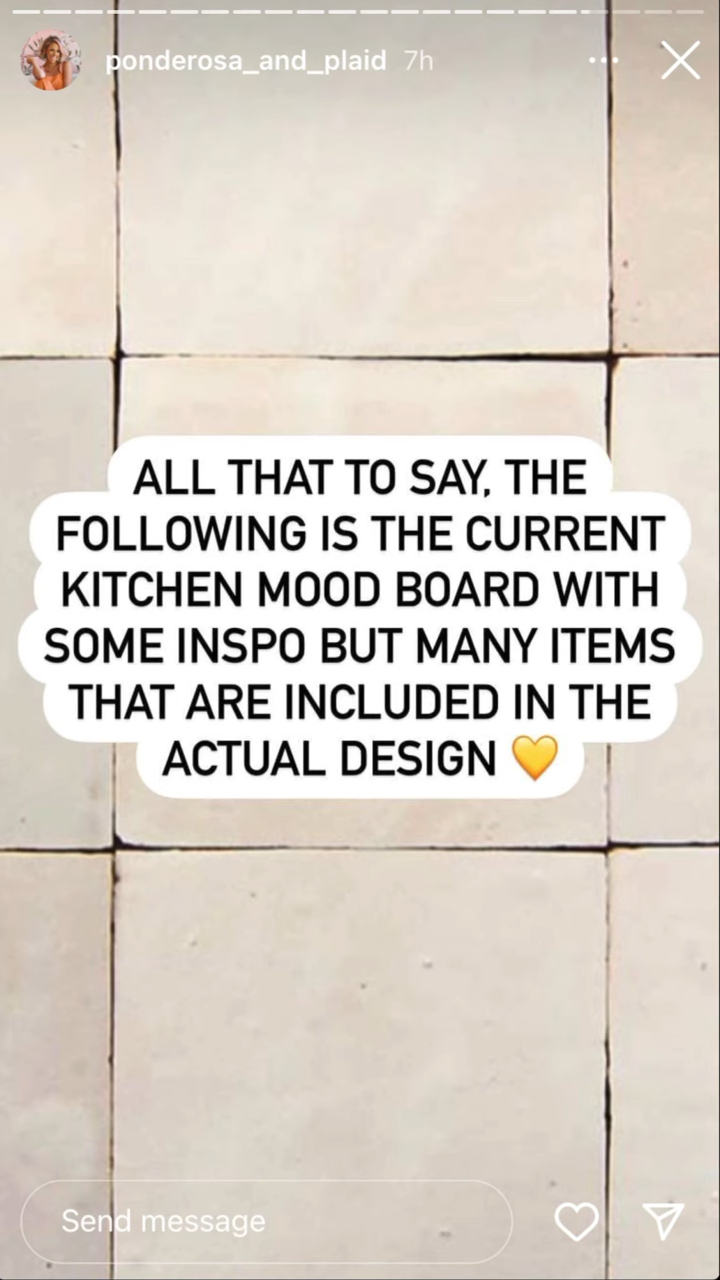 ponderosa_and_plaid 7h
ALL THAT TO SAY, THE
FOLLOWING IS THE CURRENT
KITCHEN MOOD BOARD WITH
SOME INSPO BUT MANY ITEMS
THAT ARE INCLUDED IN THE
ACTUAL DESIGN 💛
Send message